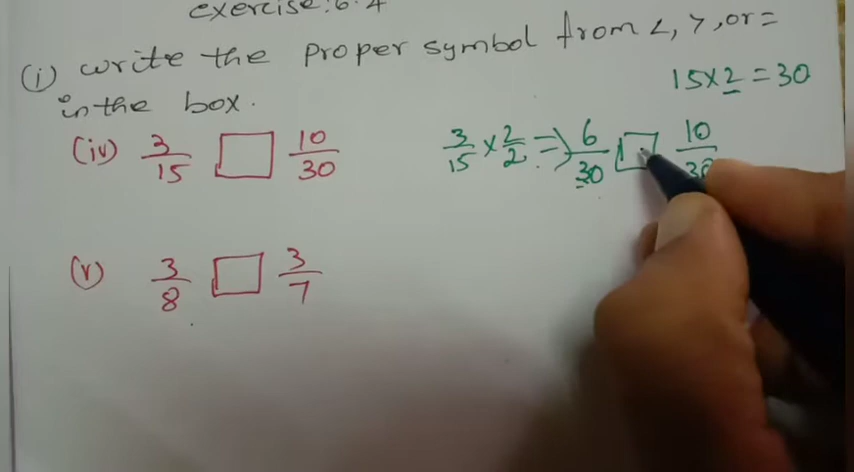 exercise:6.4
(i) write the proper symbol from <, >, or =
in the box.
15×2=30
(iv) 3/15 □ 10/30
3/15 × 2/2 ⇒ 6/30 □ 10/30
(v) 3/8 □ 3/7